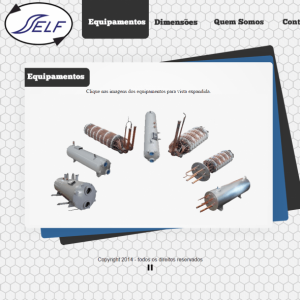 SELF
Equipamentos Dimensões Quem Somos Cont
Equipamentos
Clique nas imagens dos equipamentos para vista expandida.
Copyright 2014 - todos os direitos reservados